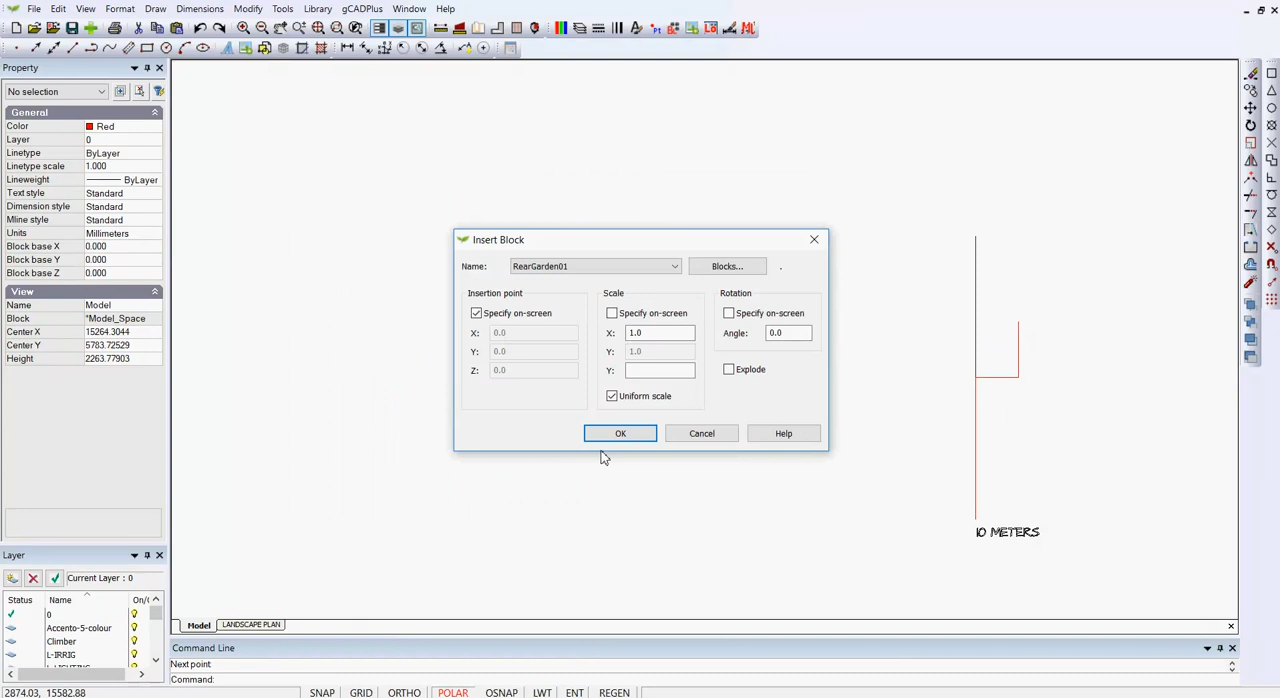 File Edit View Format Draw Dimensions Modify Tools Library gCADPlus Window Help
Property
No selection
General
Color Red
Layer 0
Linetype ByLayer
Linetype scale 1.000
Lineweight ByLayer
Text style Standard
Dimension style Standard
Mline style Standard
Units Millimeters
Block base X 0.000
Block base Y 0.000
Block base Z 0.000
View
Name Model
Block *Model_Space
Center X 15264.3044
Center Y 5783.72529
Height 2263.77903
Insert Block
Name: RearGarden01 Blocks... .
Insertion point Scale Rotation
Specify on-screen Specify on-screen Specify on-screen
X: 0.0 X: 1.0 Angle: 0.0
Y: 0.0 Y: 1.0
Z: 0.0 Y: Explode
Uniform scale
OK Cancel Help
10 METERS
Layer
Current Layer : 0
Status Name On/(
0
Accento-5-colour
Climber
L-IRRIG
L-LIGHTING
Model LANDSCAPE PLAN
Command Line
Next point
Command:
2874.03, 15582.88 SNAP GRID ORTHO POLAR OSNAP LWT ENT REGEN